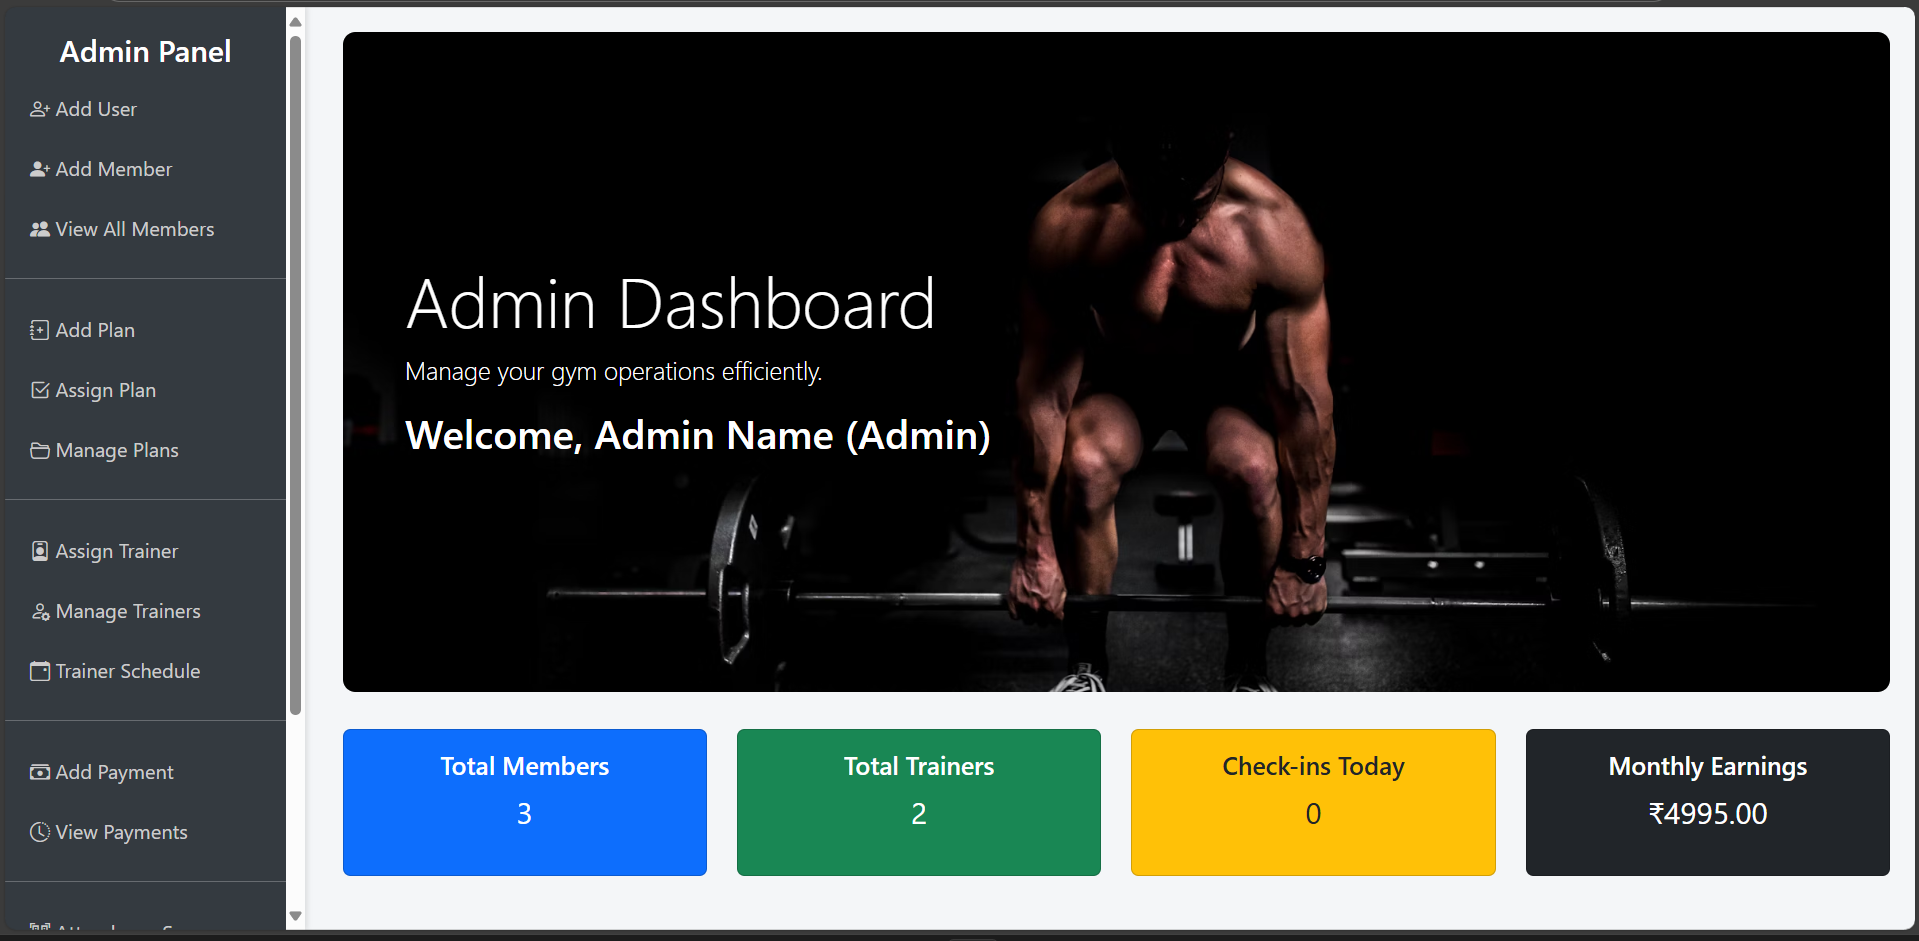 Admin Panel
Add User
Add Member
View All Members
Add Plan
Assign Plan
Manage Plans
Assign Trainer
Manage Trainers
Trainer Schedule
Add Payment
View Payments
Admin Dashboard
Manage your gym operations efficiently.
Welcome, Admin Name (Admin)
Total Members
3
Total Trainers
2
Check-ins Today
0
Monthly Earnings
₹4995.00